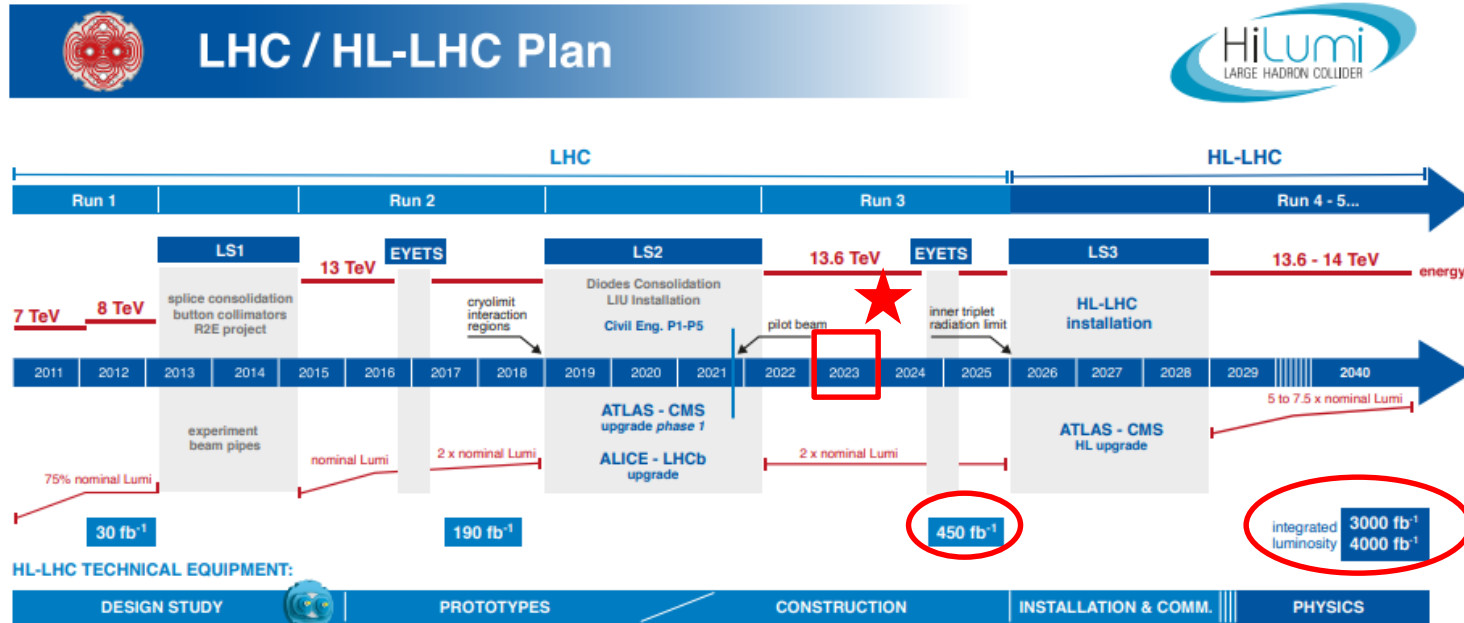 LHC / HL-LHC Plan
HiLumi
LARGE HADRON COLLIDER
LHC
HL-LHC
Run 1
Run 2
Run 3
Run 4 - 5...
LS1
EYETS
LS2
EYETS
LS3
13 TeV
13.6 TeV
13.6 - 14 TeV
energy
Diodes Consolidation
LIU Installation
Civil Eng. P1-P5
splice consolidation
button collimators
R2E project
7 TeV
8 TeV
cryolimit
interaction
regions
pilot beam
inner triplet
radiation limit
HL-LHC
installation
2011
2012
2013
2014
2015
2016
2017
2018
2019
2020
2021
2022
2023
2024
2025
2026
2027
2028
2029
2040
5 to 7.5 x nominal Lumi
ATLAS - CMS
upgrade phase 1
ALICE - LHCb
upgrade
ATLAS - CMS
HL upgrade
experiment
beam pipes
75% nominal Lumi
nominal Lumi
2 x nominal Lumi
2 x nominal Lumi
30 fb⁻¹
190 fb⁻¹
450 fb⁻¹
integrated
luminosity
3000 fb⁻¹
4000 fb⁻¹
HL-LHC TECHNICAL EQUIPMENT:
DESIGN STUDY
PROTOTYPES
CONSTRUCTION
INSTALLATION & COMM.
PHYSICS